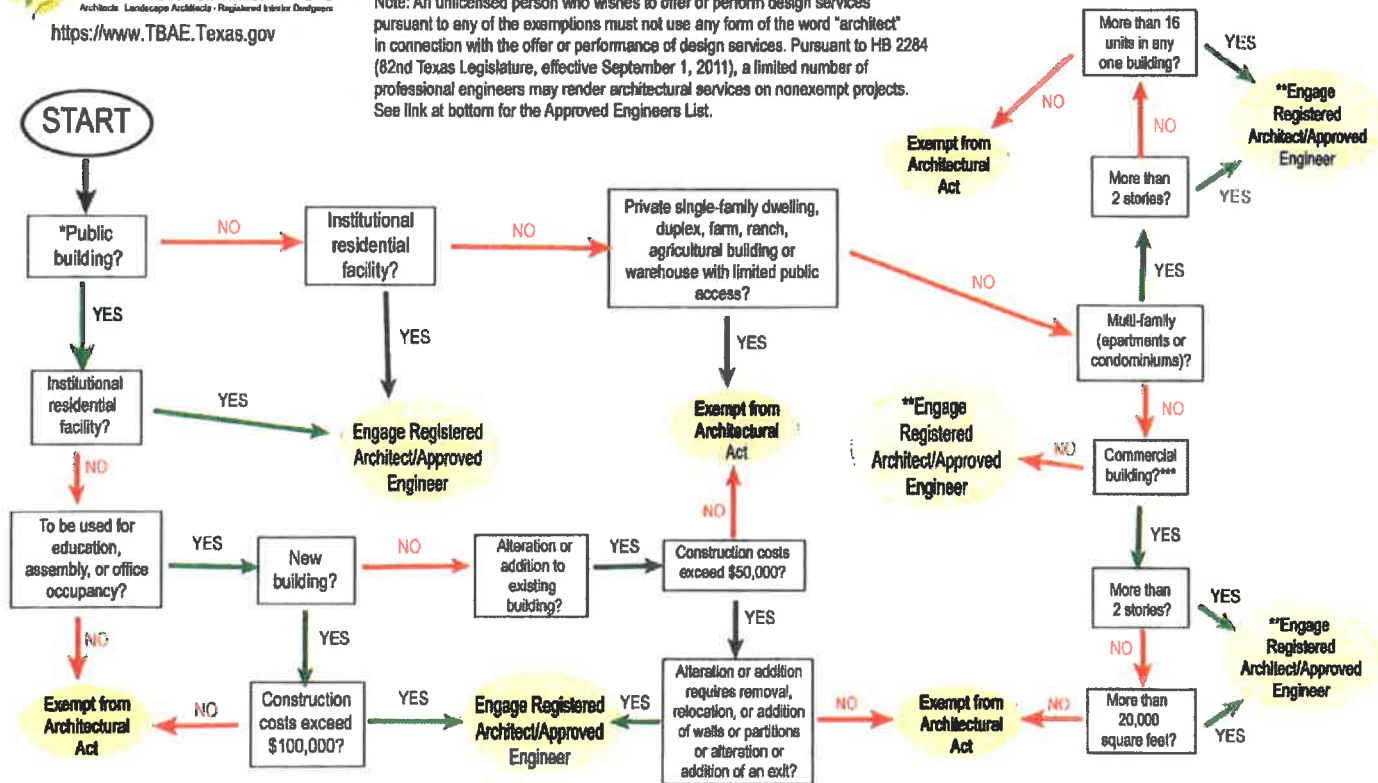 Architects Landscape Architects · Registered Interior Designers
https://www.TBAE.Texas.gov
Note: An unlicensed person who wishes to offer or perform design services
pursuant to any of the exemptions must not use any form of the word "architect"
in connection with the offer or performance of design services. Pursuant to HB 2284
(82nd Texas Legislature, effective September 1, 2011), a limited number of
professional engineers may render architectural services on nonexempt projects.
See link at bottom for the Approved Engineers List.
START
*Public
building?
NO
YES
Institutional
residential
facility?
NO
YES
Private single-family dwelling,
duplex, farm, ranch,
agricultural building or
warehouse with limited public
access?
NO
YES
Exempt from
Architectural
Act
More than 16
units in any
one building?
YES
NO
**Engage
Registered
Architect/Approved
Engineer
Exempt from
Architectural
Act
NO
More than
2 stories?
YES
YES
Multi-family
(apartments or
condominiums)?
NO
Institutional
residential
facility?
YES
NO
Engage Registered
Architect/Approved
Engineer
**Engage
Registered
Architect/Approved
Engineer
NO
Commercial
building?***
YES
To be used for
education,
assembly, or office
occupancy?
YES
NO
New
building?
NO
YES
Alteration or
addition to
existing
building?
YES
Construction costs
exceed $50,000?
NO
YES
More than
2 stories?
YES
NO
**Engage
Registered
Architect/Approved
Engineer
Exempt from
Architectural
Act
NO
Construction
costs exceed
$100,000?
YES
Engage Registered
Architect/Approved
Engineer
YES
Alteration or addition
requires removal,
relocation, or addition
of walls or partitions
or alteration or
addition of an exit?
NO
Exempt from
Architectural
Act
NO
More than
20,000
square feet?
YES